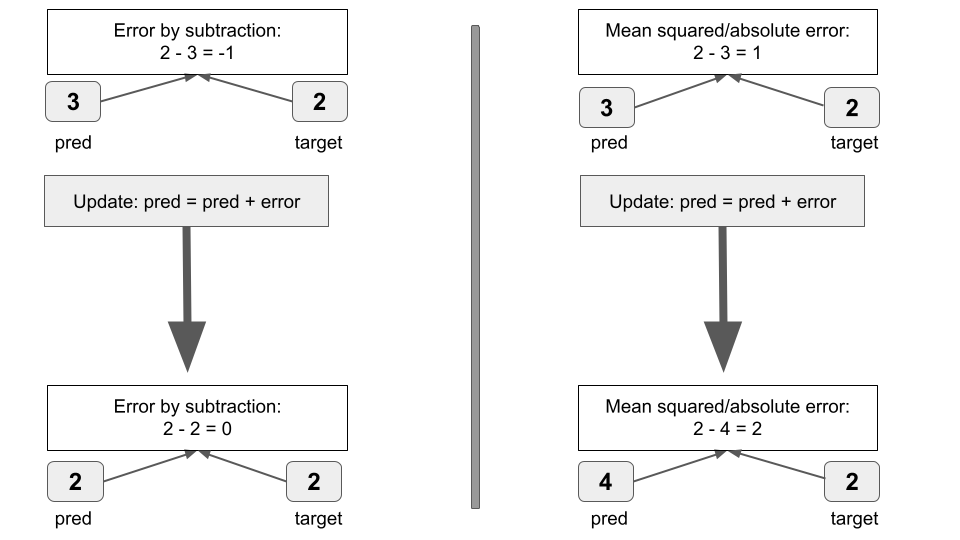 Error by subtraction:
2 - 3 = -1
3
2
pred
target
Update: pred = pred + error
Error by subtraction:
2 - 2 = 0
2
2
pred
target
Mean squared/absolute error:
2 - 3 = 1
3
2
pred
target
Update: pred = pred + error
Mean squared/absolute error:
2 - 4 = 2
4
2
pred
target